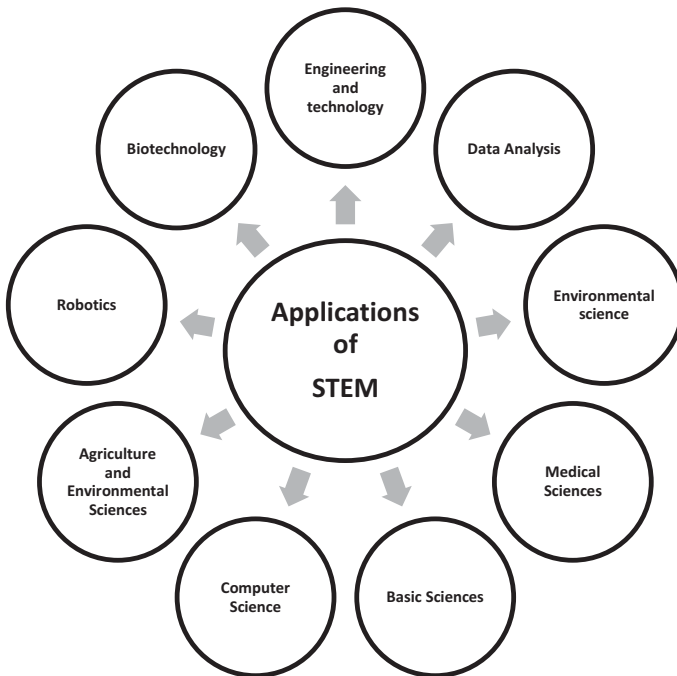 Applications
of
STEM
Engineering
and
technology
Data Analysis
Environmental
science
Medical
Sciences
Basic Sciences
Computer
Science
Agriculture
and
Environmental
Sciences
Robotics
Biotechnology